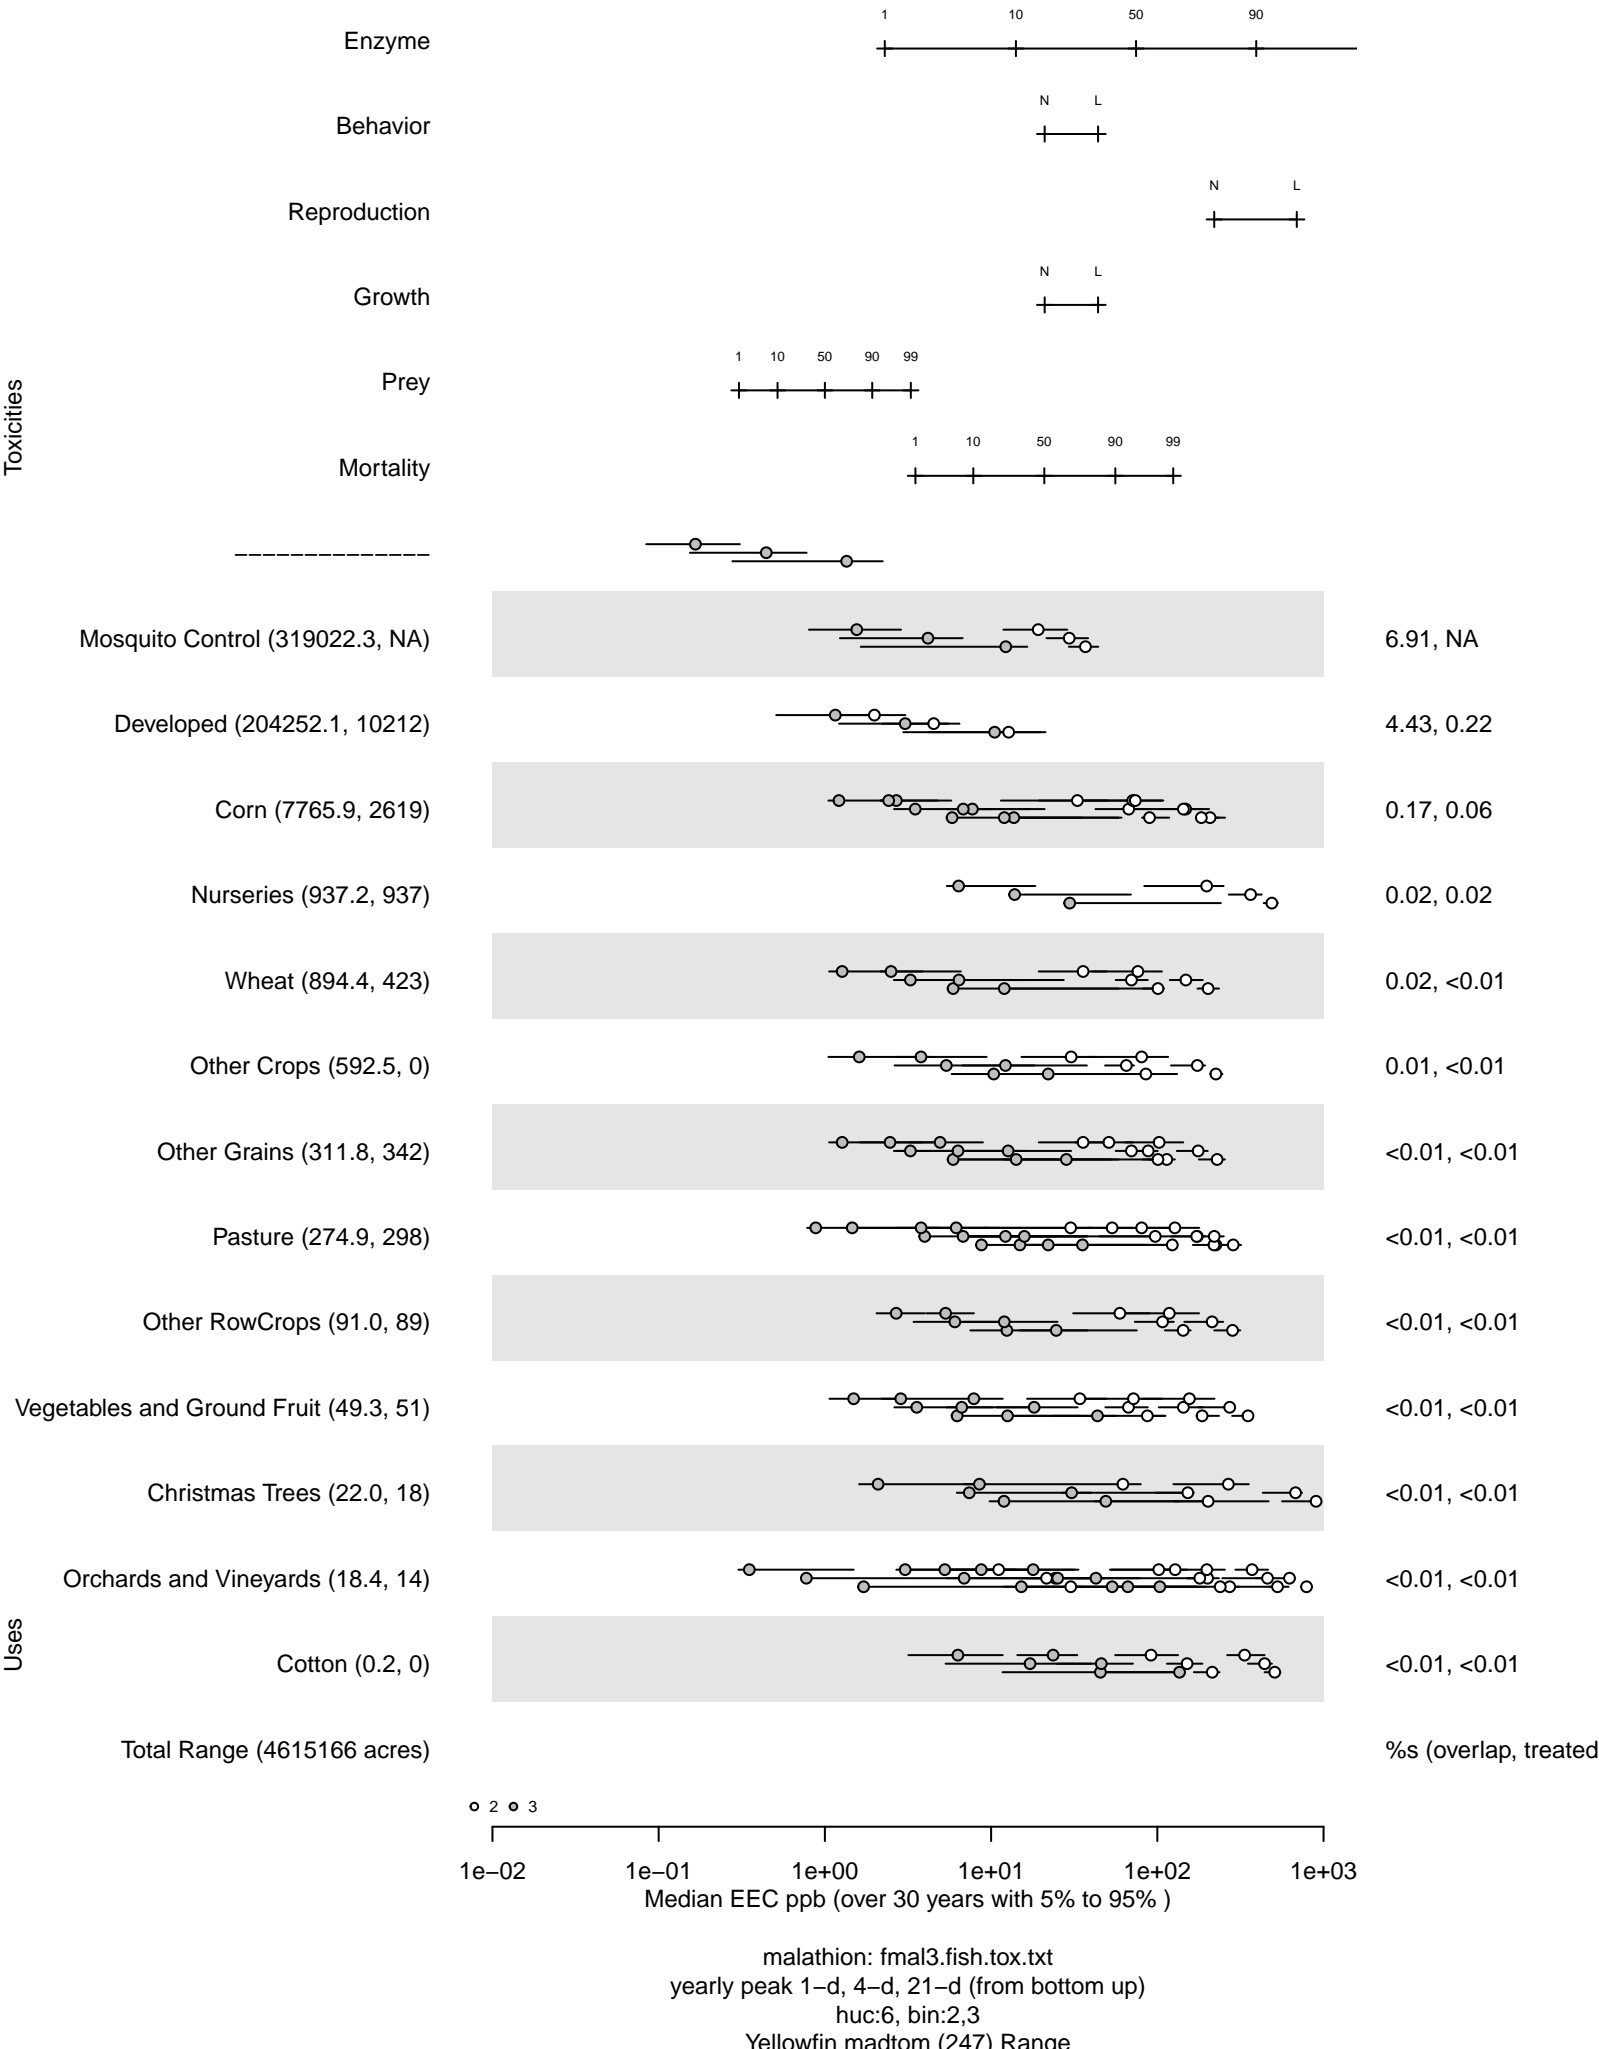 1 10 50 90
Enzyme
N L
Behavior
N L
Reproduction
N L
Growth
1 10 50 90 99
Prey
1 10 50 90 99
Mortality
Toxicities
−−−−−−−−−−−−−−
Mosquito Control (319022.3, NA) 6.91, NA
Developed (204252.1, 10212) 4.43, 0.22
Corn (7765.9, 2619) 0.17, 0.06
Nurseries (937.2, 937) 0.02, 0.02
Wheat (894.4, 423) 0.02, <0.01
Other Crops (592.5, 0) 0.01, <0.01
Other Grains (311.8, 342) <0.01, <0.01
Pasture (274.9, 298) <0.01, <0.01
Other RowCrops (91.0, 89) <0.01, <0.01
Vegetables and Ground Fruit (49.3, 51) <0.01, <0.01
Christmas Trees (22.0, 18) <0.01, <0.01
Orchards and Vineyards (18.4, 14) <0.01, <0.01
Uses
Cotton (0.2, 0) <0.01, <0.01
Total Range (4615166 acres) %s (overlap, treated
2 3
1e−02 1e−01 1e+00 1e+01 1e+02 1e+03
Median EEC ppb (over 30 years with 5% to 95% )
malathion: fmal3.fish.tox.txt
yearly peak 1−d, 4−d, 21−d (from bottom up)
huc:6, bin:2,3
Yellowfin madtom (247) Range